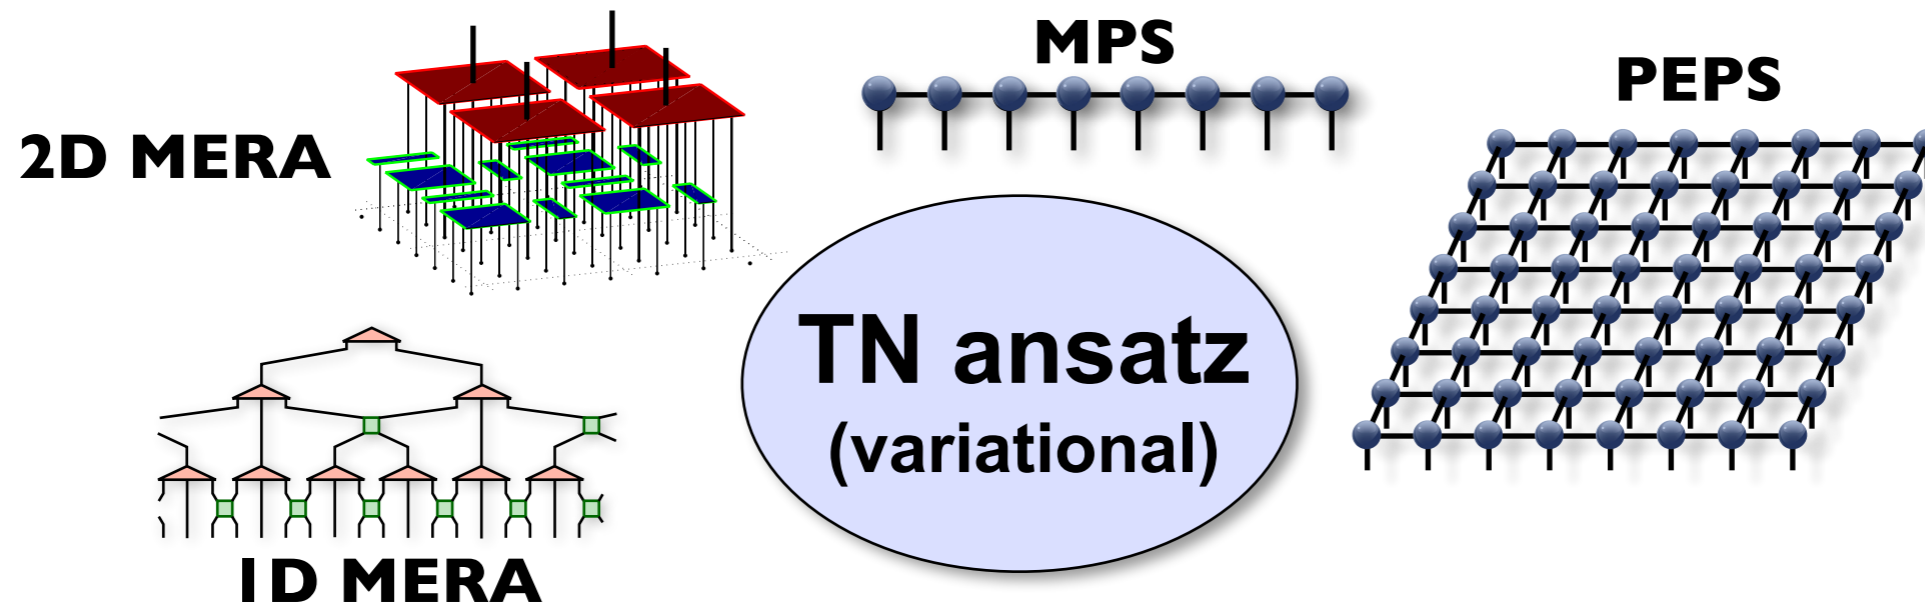 MPS
PEPS
2D MERA
TN ansatz
(variational)
1D MERA